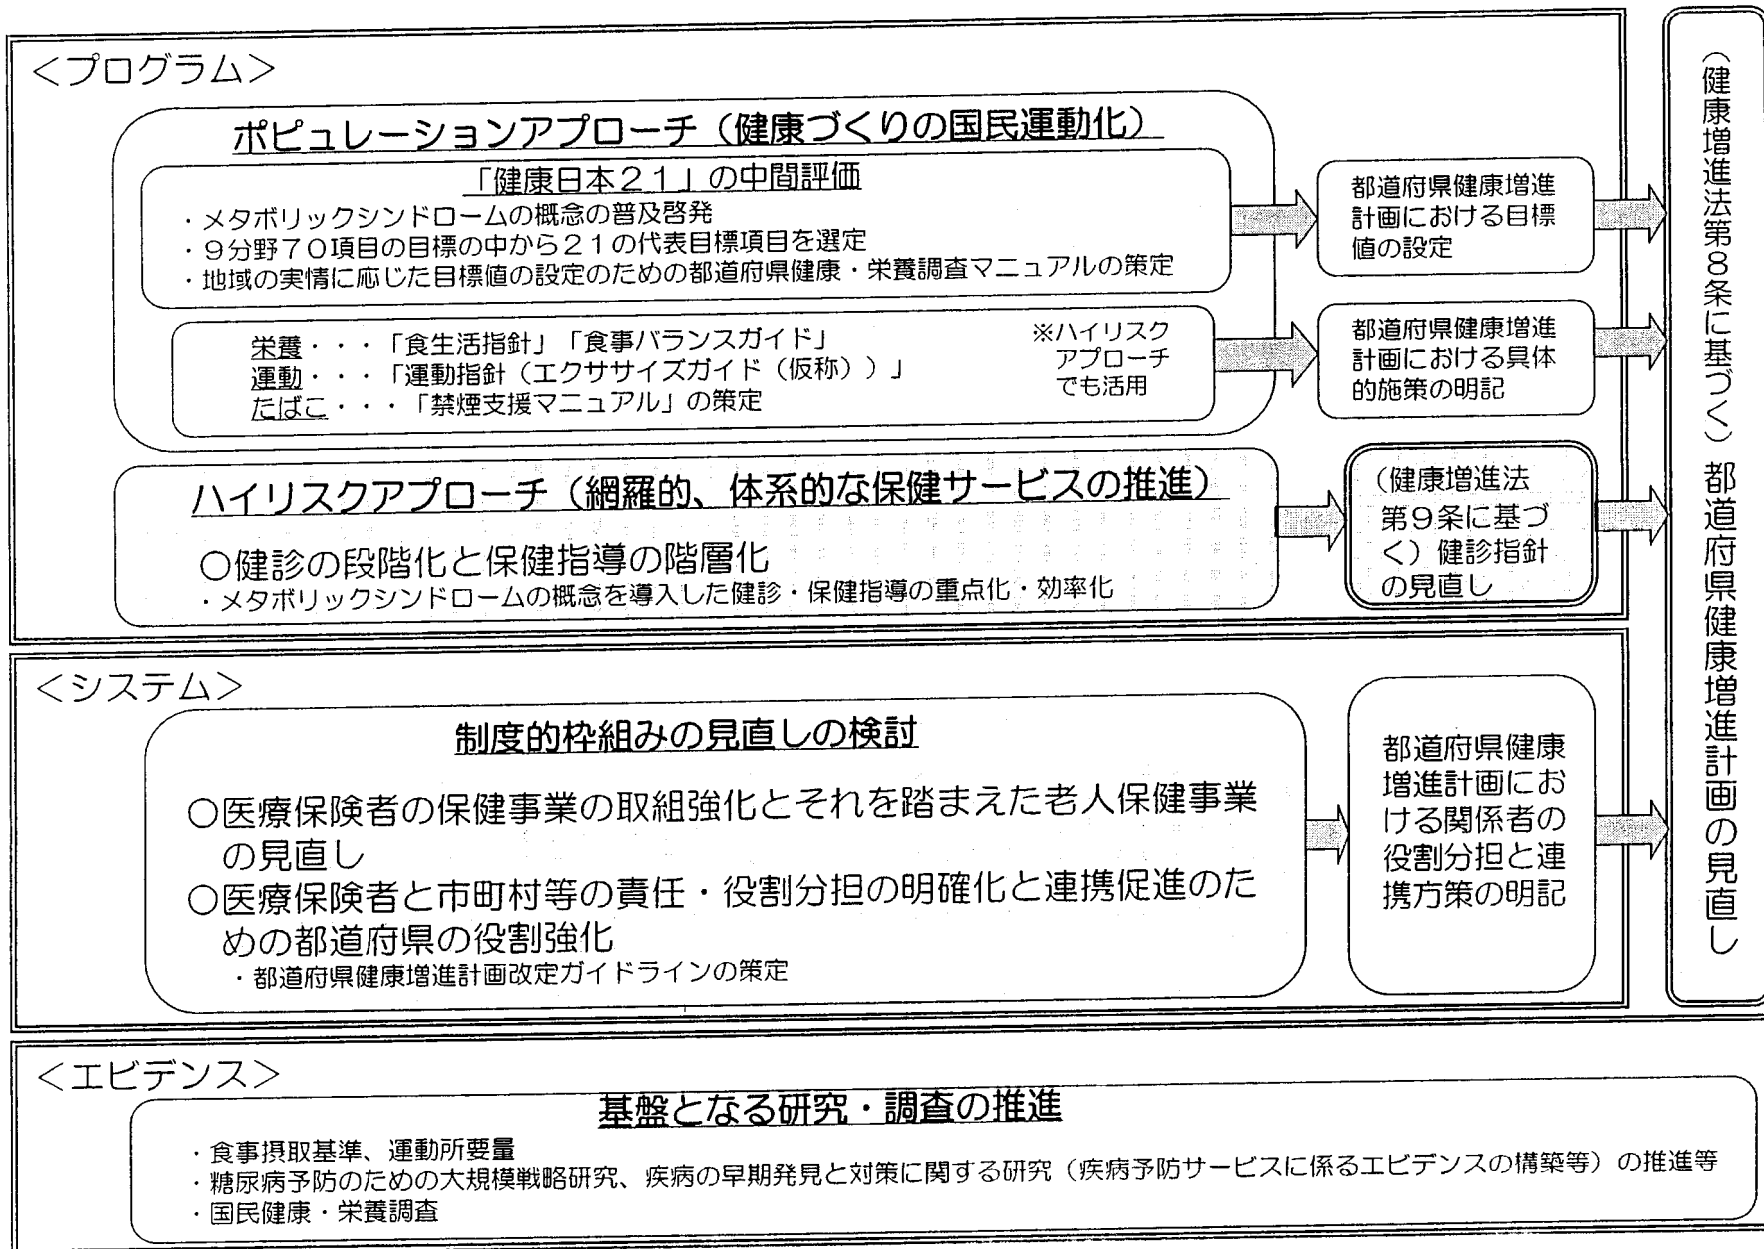 ＜プログラム＞
ポピュレーションアプローチ（健康づくりの国民運動化）
「健康日本２１」の中間評価
・メタボリックシンドロームの概念の普及啓発
・９分野７０項目の目標の中から２１の代表目標項目を選定
・地域の実情に応じた目標値の設定のための都道府県健康・栄養調査マニュアルの策定
都道府県健康増進
計画における目標
値の設定
栄養・・・「食生活指針」「食事バランスガイド」
運動・・・「運動指針（エクササイズガイド（仮称））」
たばこ・・・「禁煙支援マニュアル」の策定
※ハイリスク
アプローチ
でも活用
都道府県健康増進
計画における具体
的施策の明記
ハイリスクアプローチ（網羅的、体系的な保健サービスの推進）
○健診の段階化と保健指導の階層化
・メタボリックシンドロームの概念を導入した健診・保健指導の重点化・効率化
（健康増進法
第９条に基づ
く）健診指針
の見直し
＜システム＞
制度的枠組みの見直しの検討
○医療保険者の保健事業の取組強化とそれを踏まえた老人保健事業
の見直し
○医療保険者と市町村等の責任・役割分担の明確化と連携促進のた
めの都道府県の役割強化
・都道府県健康増進計画改定ガイドラインの策定
都道府県健康
増進計画にお
ける関係者の
役割分担と連
携方策の明記
（健康増進法第８条に基づく）都道府県健康増進計画の見直し
＜エビデンス＞
基盤となる研究・調査の推進
・食事摂取基準、運動所要量
・糖尿病予防のための大規模戦略研究、疾病の早期発見と対策に関する研究（疾病予防サービスに係るエビデンスの構築等）の推進等
・国民健康・栄養調査